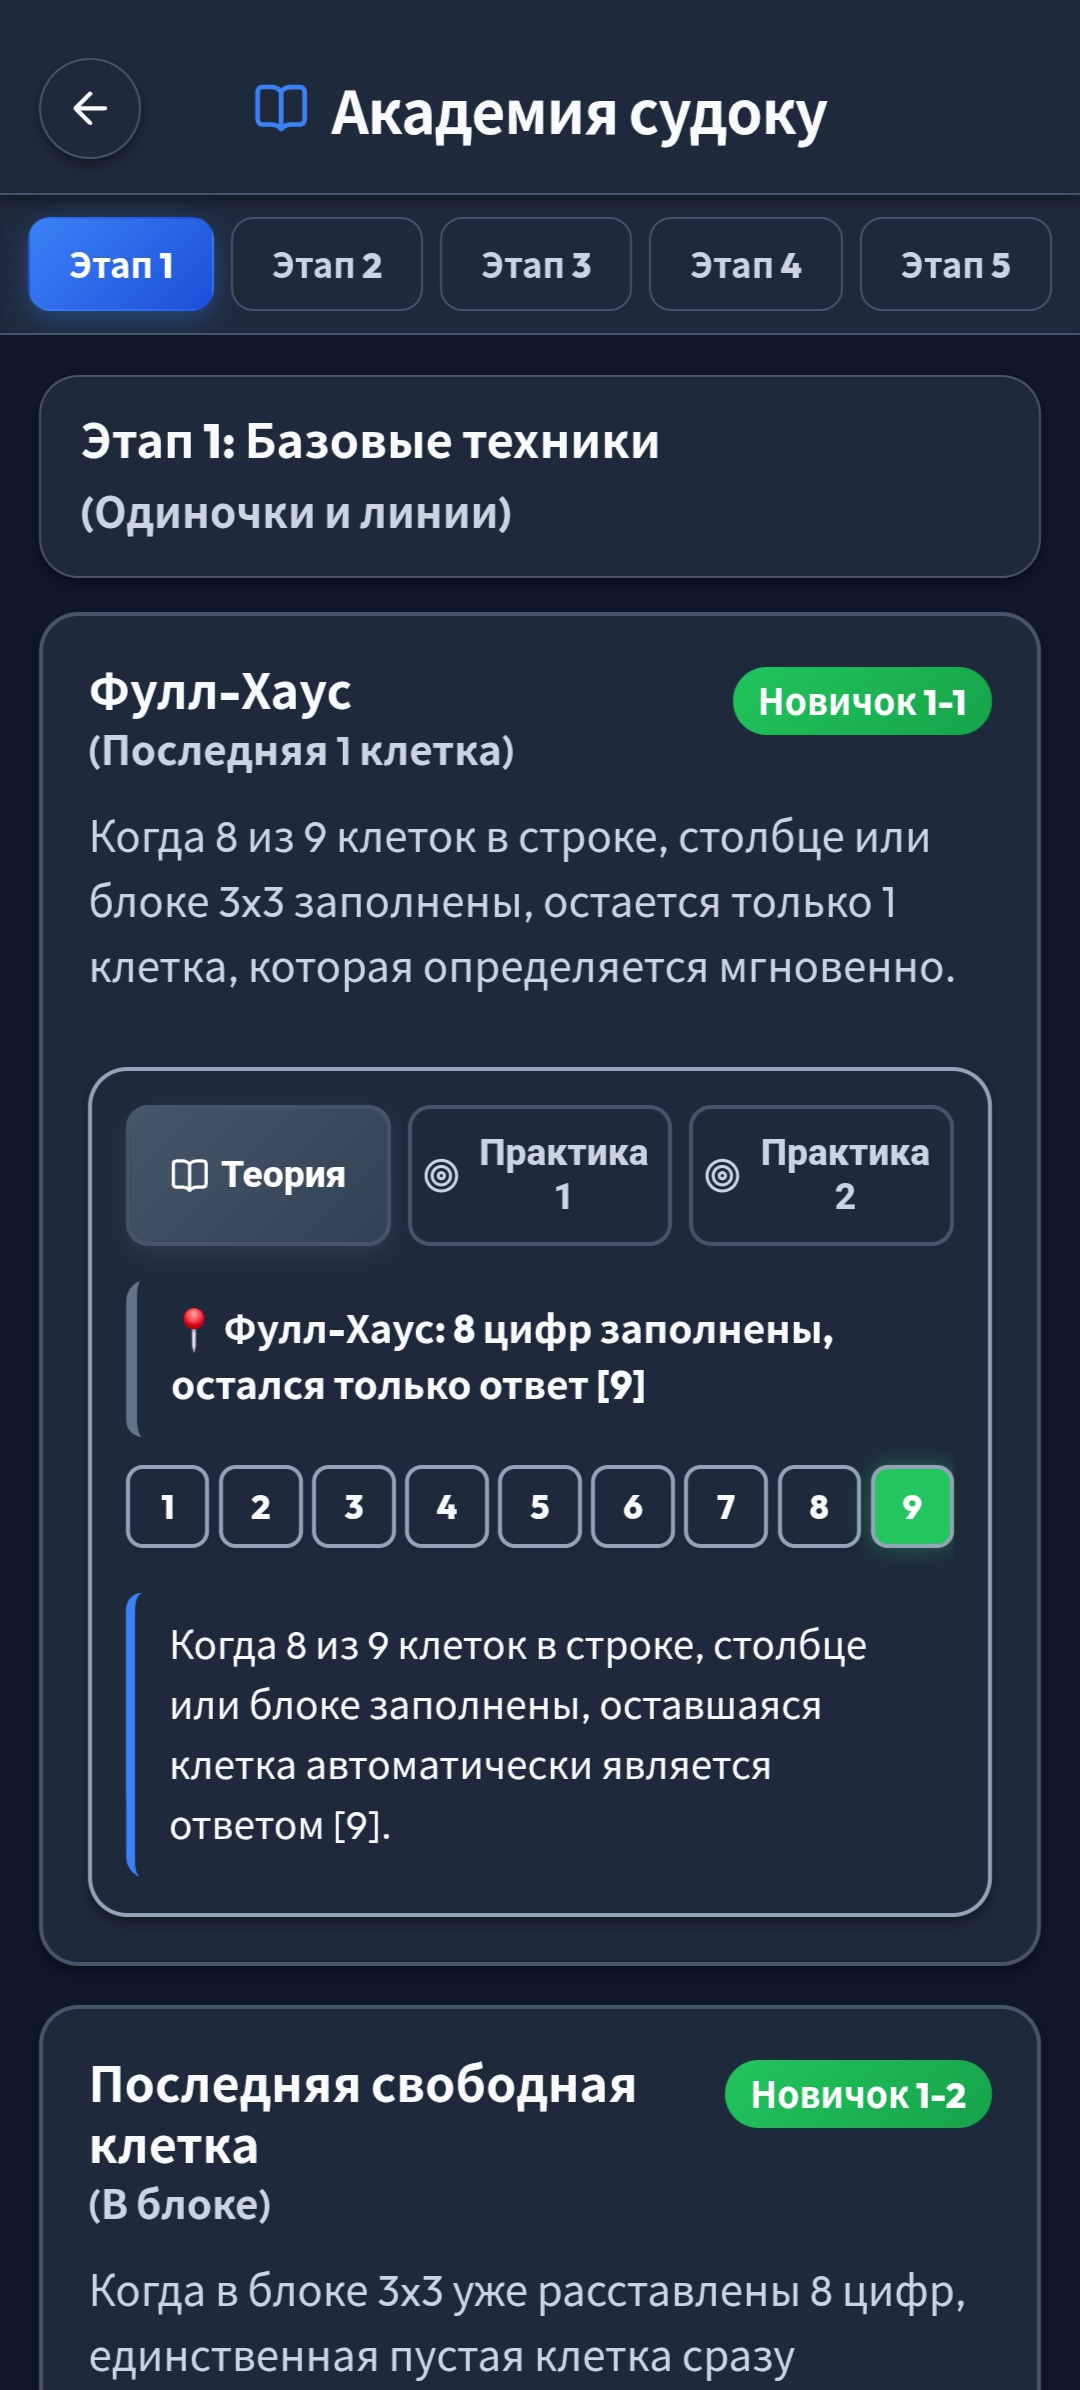 Академия судоку
Этап 1
Этап 2
Этап 3
Этап 4
Этап 5
Этап 1: Базовые техники
(Одиночки и линии)
Фулл-Хаус
Новичок 1-1
(Последняя 1 клетка)
Когда 8 из 9 клеток в строке, столбце или
блоке 3x3 заполнены, остается только 1
клетка, которая определяется мгновенно.
Теория
Практика
1
Практика
2
Фулл-Хаус: 8 цифр заполнены,
остался только ответ [9]
1 2 3 4 5 6 7 8 9
Когда 8 из 9 клеток в строке, столбце
или блоке заполнены, оставшаяся
клетка автоматически является
ответом [9].
Последняя свободная
клетка
Новичок 1-2
(В блоке)
Когда в блоке 3x3 уже расставлены 8 цифр,
единственная пустая клетка сразу